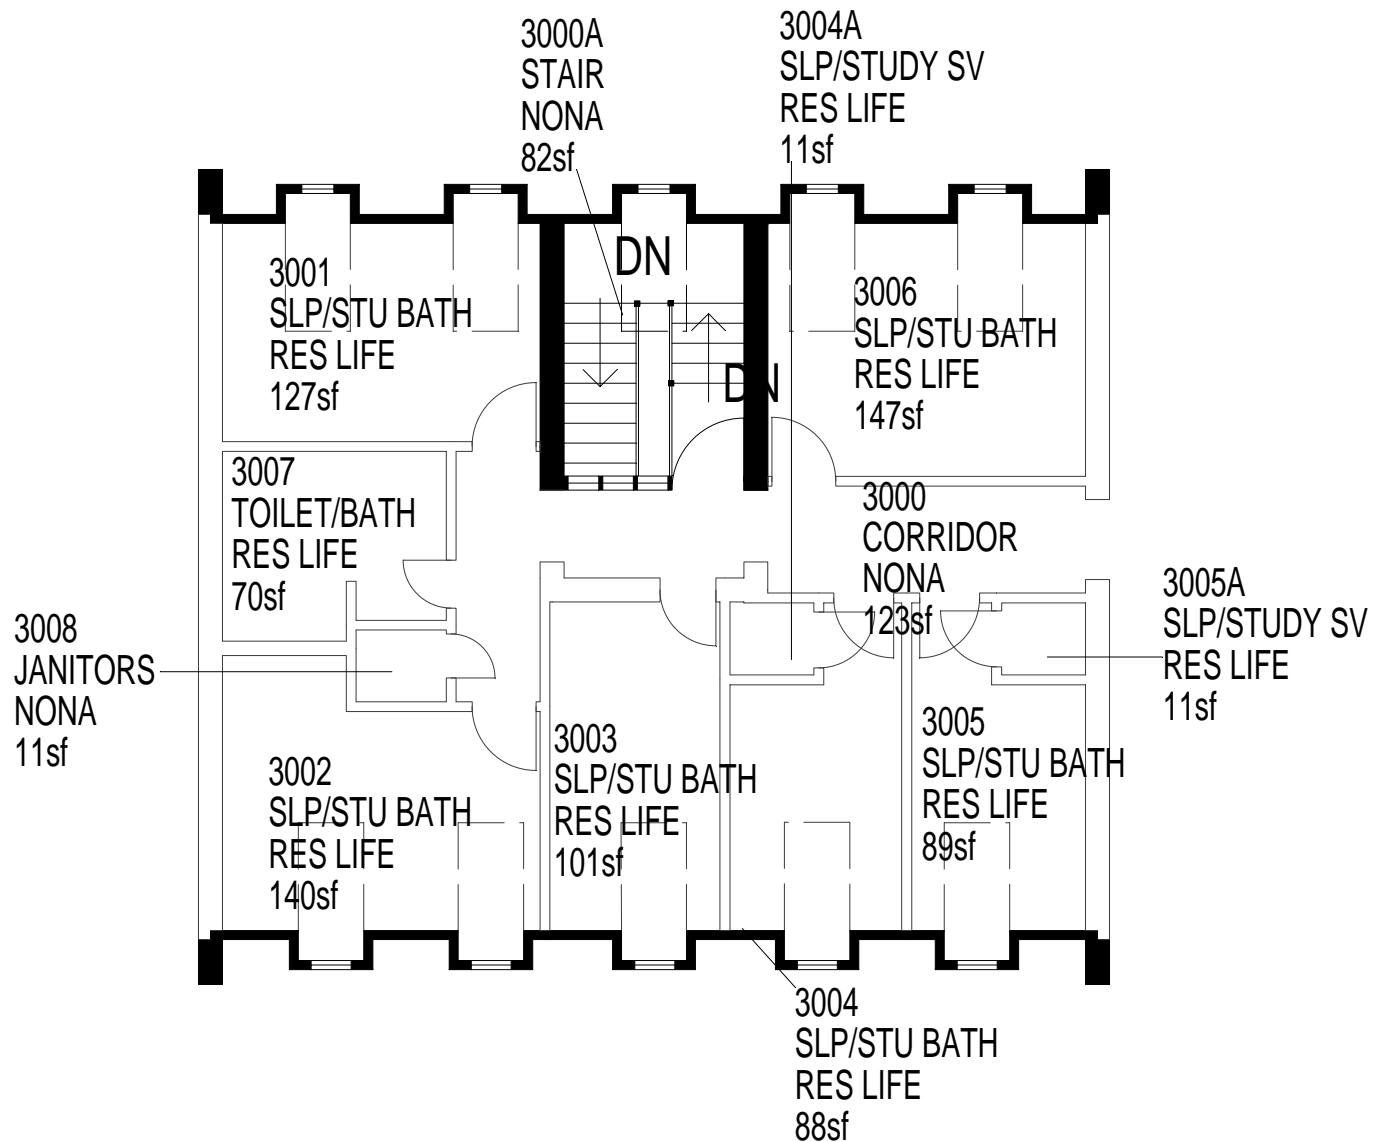 3000A
STAIR
NONA
82sf
3004A
SLP/STUDY SV
RES LIFE
11sf
DN
3001
SLP/STU BATH
RES LIFE
127sf
3006
SLP/STU BATH
RES LIFE
147sf
DN
3007
TOILET/BATH
RES LIFE
70sf
3000
CORRIDOR
NONA
123sf
3005A
SLP/STUDY SV
RES LIFE
11sf
3008
JANITORS
NONA
11sf
3002
SLP/STU BATH
RES LIFE
140sf
3003
SLP/STU BATH
RES LIFE
101sf
3005
SLP/STU BATH
RES LIFE
89sf
3004
SLP/STU BATH
RES LIFE
88sf